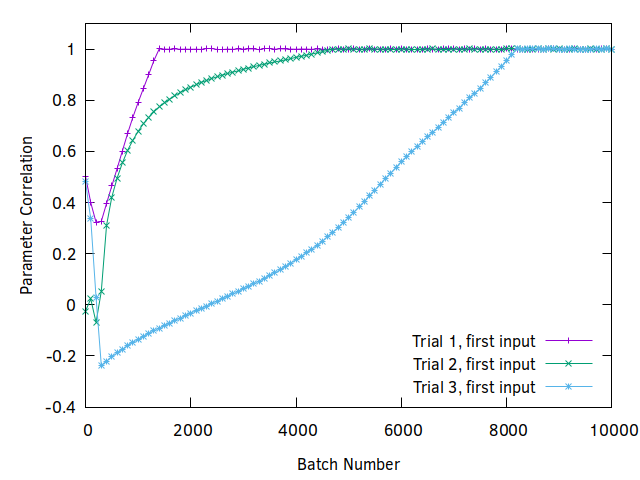 1
0.8
0.6
0.4
0.2
0
-0.2
-0.4
Parameter Correlation
Trial 1, first input
Trial 2, first input
Trial 3, first input
0 2000 4000 6000 8000 10000
Batch Number